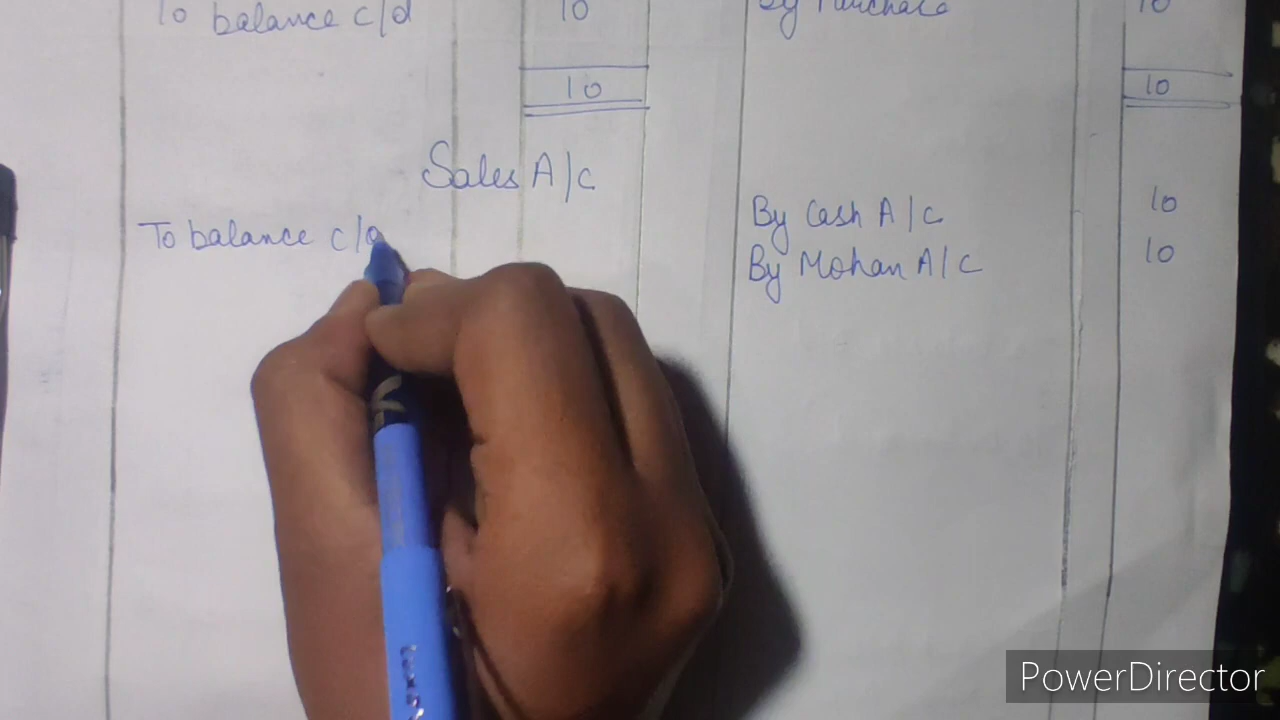 To balance c/d 10 By Purchase 10
10 10
Sales A/c
By Cash A/c 10
To balance c/d
By Mohan A/c 10
PowerDirector